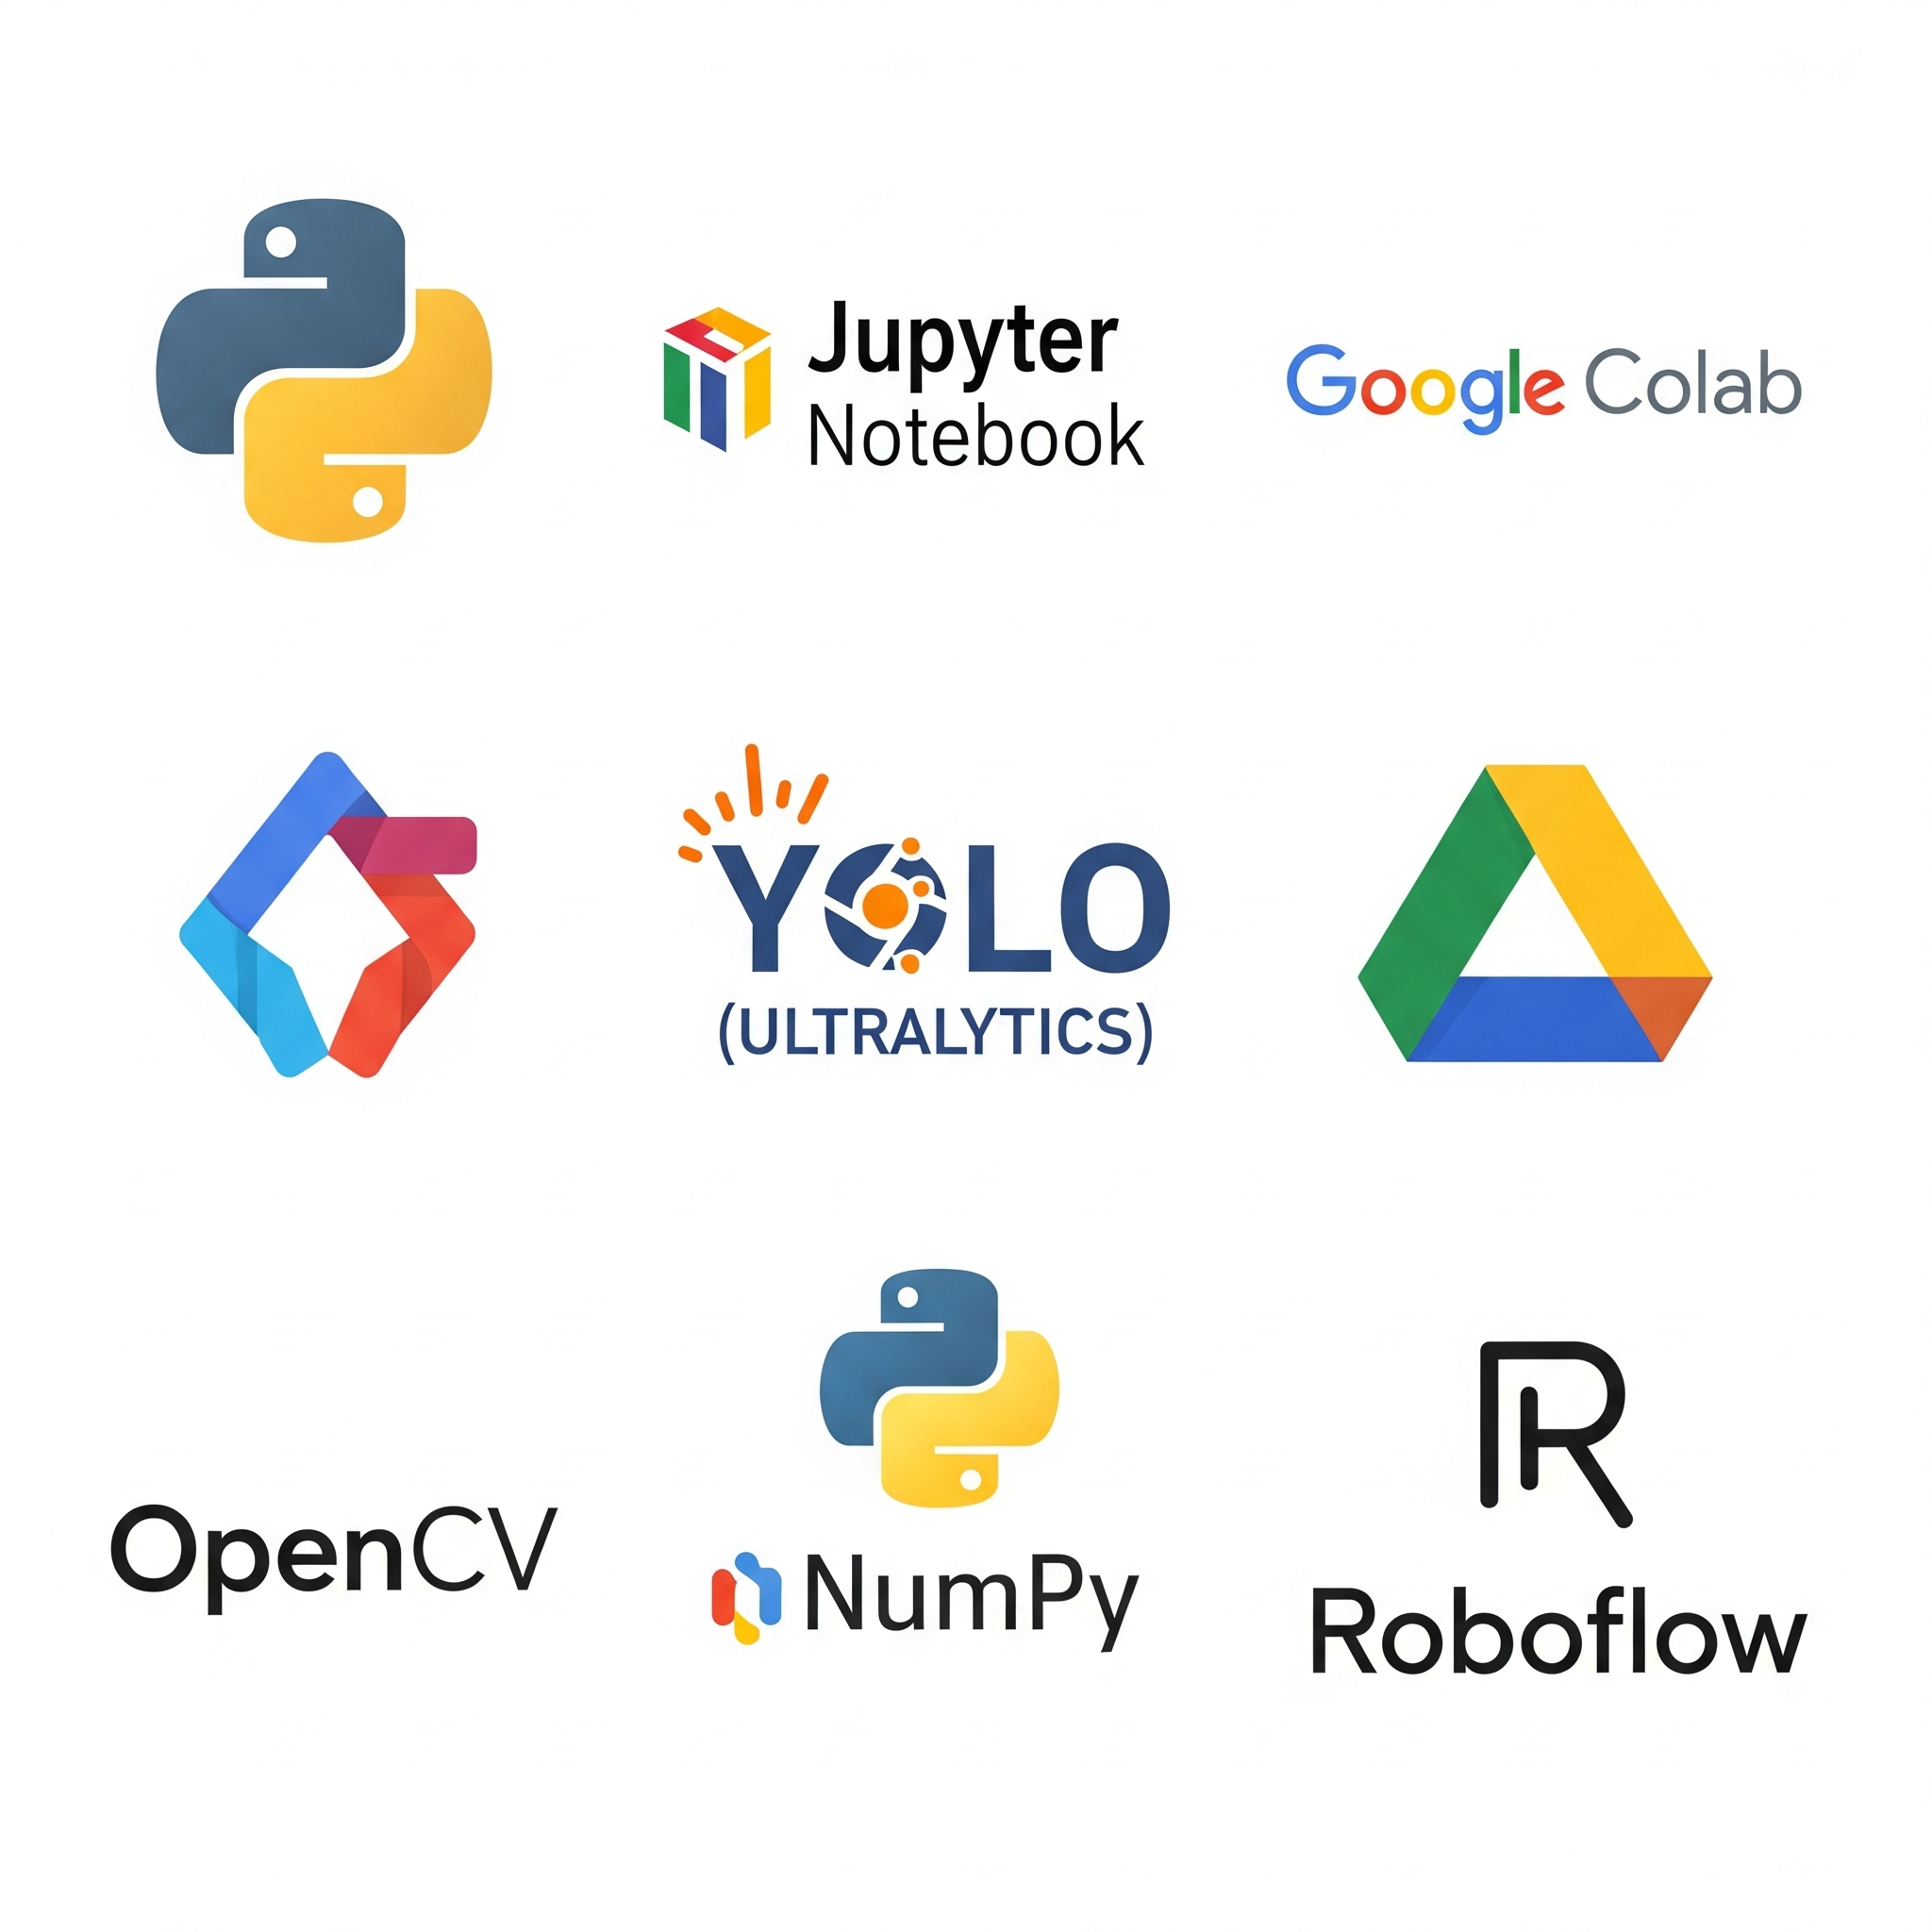 Jupyter
Notebook
Google Colab
YOLO
(ULTRALYTICS)
OpenCV
NumPy
R
Roboflow